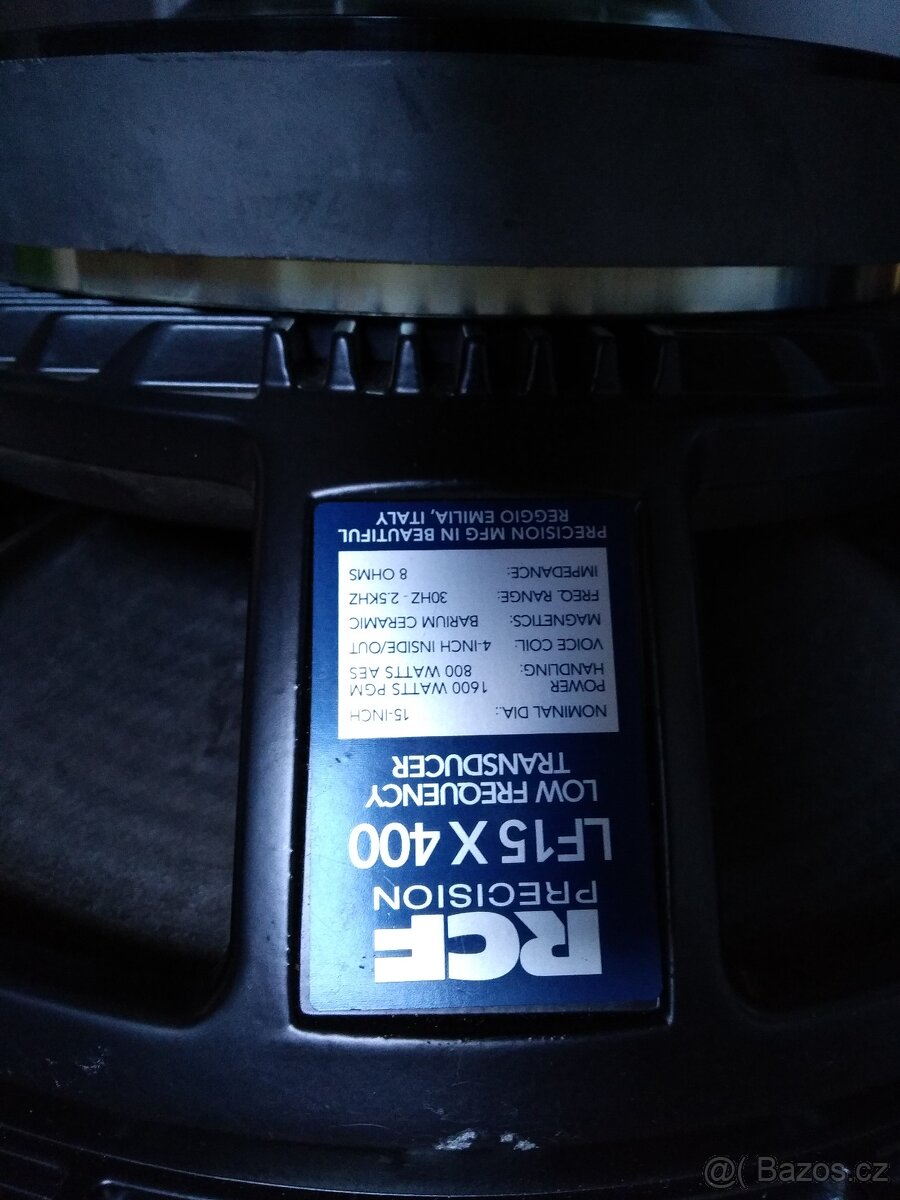 RCF
PRECISION
LF15 X 400
LOW FREQUENCY
TRANSDUCER
NOMINAL DIA.: 15-INCH
POWER 1600 WATTS PGM
HANDLING: 800 WATTS AES
VOICE COIL: 4-INCH INSIDE/OUT
MAGNETICS: BARIUM CERAMIC
FREQ. RANGE: 30HZ - 2.5KHZ
IMPEDANCE: 8 OHMS
PRECISION MFG IN BEAUTIFUL
REGGIO EMILIA, ITALY
@( Bazos.cz